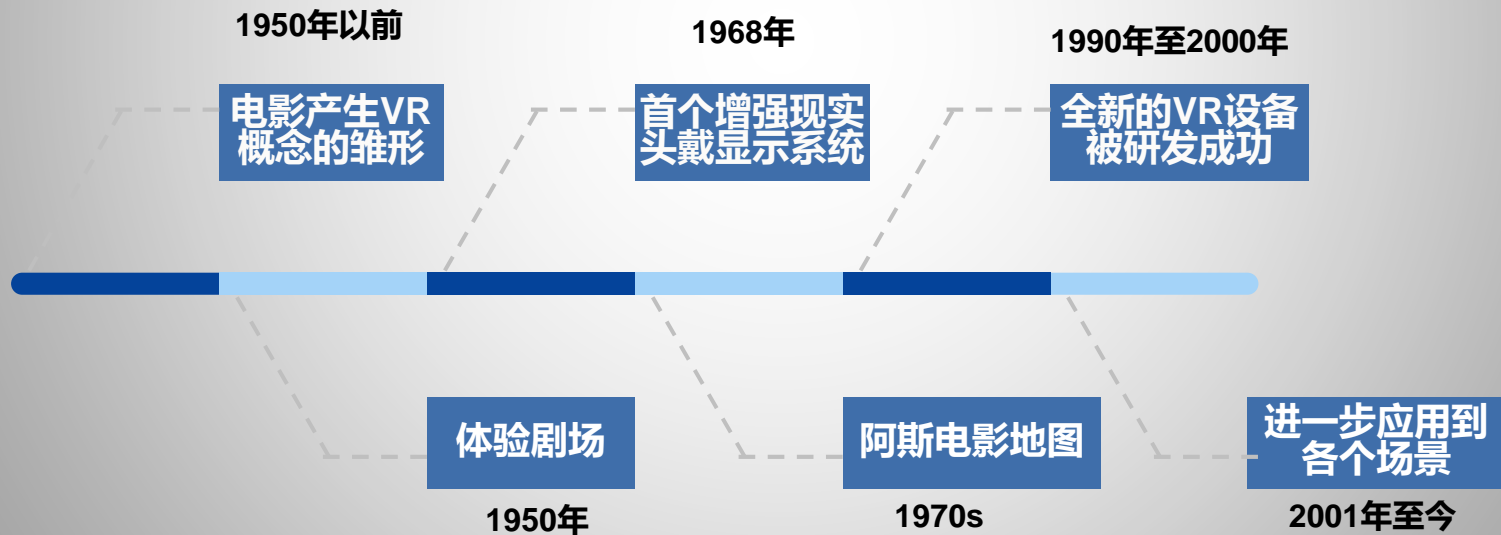 1950年以前
电影产生VR
概念的雏形
1968年
首个增强现实
头戴显示系统
1990年至2000年
全新的VR设备
被研发成功
体验剧场
1950年
阿斯电影地图
1970s
进一步应用到
各个场景
2001年至今